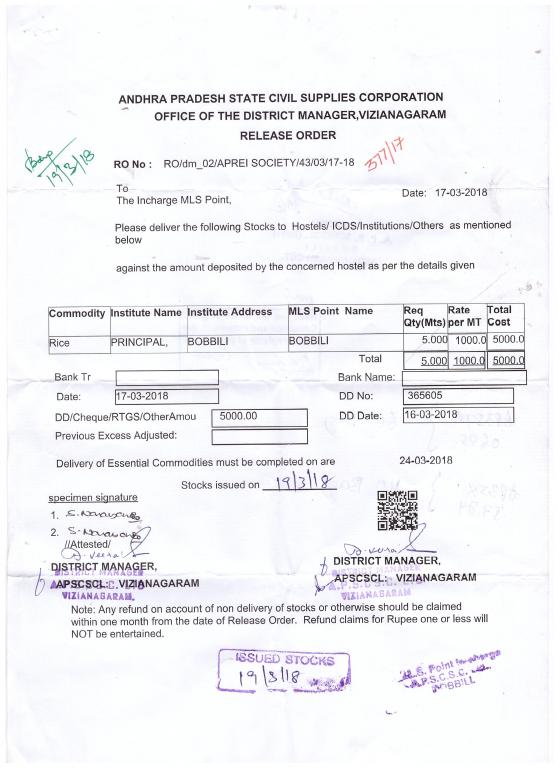 ANDHRA PRADESH STATE CIVIL SUPPLIES CORPORATION
OFFICE OF THE DISTRICT MANAGER,VIZIANAGARAM
RELEASE ORDER
19/3/18
RO No : RO/dm_02/APREI SOCIETY/43/03/17-18 377/17
To
The Incharge MLS Point,
Date: 17-03-2018
Please deliver the following Stocks to Hostels/ ICDS/Institutions/Others as mentioned
below
against the amount deposited by the concerned hostel as per the details given
Commodity Institute Name Institute Address MLS Point Name Req Qty(Mts) Rate per MT Total Cost
Rice PRINCIPAL, BOBBILI BOBBILI 5.000 1000.0 5000.0
Total 5.000 1000.0 5000.0
Bank Tr Bank Name:
Date: 17-03-2018 DD No: 365605
DD/Cheque/RTGS/OtherAmou 5000.00 DD Date: 16-03-2018
Previous Excess Adjusted:
Delivery of Essential Commodities must be completed on are 24-03-2018
Stocks issued on 19/3/18
specimen signature
1.
2.
//Attested/
DISTRICT MANAGER, DISTRICT MANAGER,
DISTRICT MANAGER DISTRICT MANAGER
APSCSCL: VIZIANAGARAM APSCSCL: VIZIANAGARAM
VIZIANAGARAM. VIZIANAGARAM
Note: Any refund on account of non delivery of stocks or otherwise should be claimed
within one month from the date of Release Order. Refund claims for Rupee one or less will
NOT be entertained.
ISSUED STOCKS
19/3/18
M.S. Point In-charge
A.P.S.C.S.C.
BOBBILI